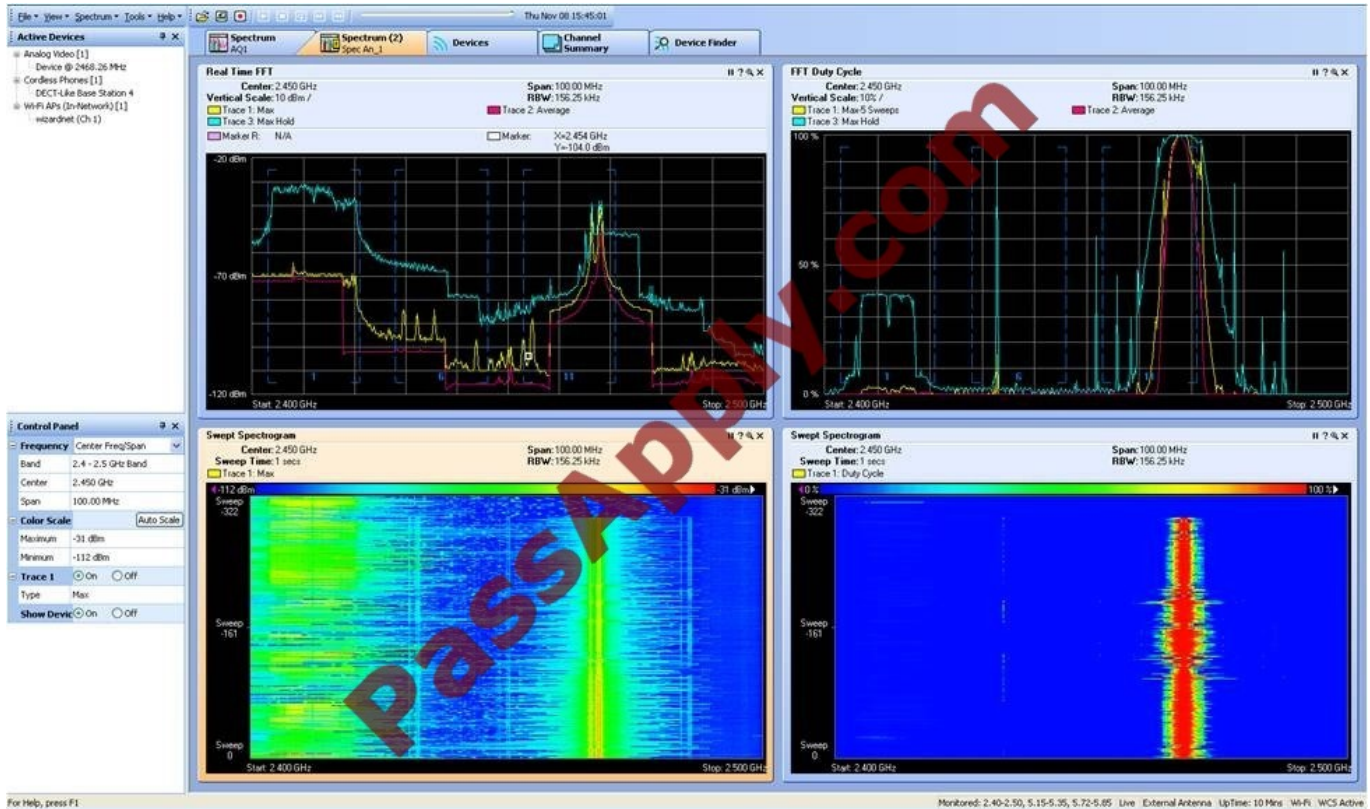 File View Spectrum Tools Help
Thu Nov 08 15:45:01
Active Devices
Analog Video [1]
Device @ 2468.26 MHz
Cordless Phones [1]
DECT-Like Base Station 4
Wi-Fi APs (In-Network) [1]
wizardnet (Ch 1)
Spectrum
AQ1
Spectrum (2)
Spec An_1
Devices
Channel
Summary
Device Finder
Real Time FFT
Center: 2.450 GHz
Span: 100.00 MHz
Vertical Scale: 10 dBm /
RBW: 156.25 kHz
Trace 1: Max
Trace 2: Average
Trace 3: Max Hold
Marker R: N/A
Marker: X=2.454 GHz
Y=-104.0 dBm
-20 dBm
-70 dBm
-120 dBm
1
6
11
Start: 2.400 GHz
Stop: 2.500 GHz
FFT Duty Cycle
Center: 2.450 GHz
Span: 100.00 MHz
Vertical Scale: 10% /
RBW: 156.25 kHz
Trace 1: Max-5 Sweeps
Trace 2: Average
Trace 3: Max Hold
100 %
50 %
0 %
1
6
11
Start: 2.400 GHz
Stop: 2.500 GHz
Control Panel
Frequency Center Freq/Span
Band 2.4 - 2.5 GHz Band
Center 2.450 GHz
Span 100.00 MHz
Color Scale Auto Scale
Maximum -31 dBm
Minimum -112 dBm
Trace 1 On Off
Type Max
Show Devic On Off
Swept Spectrogram
Center: 2.450 GHz
Span: 100.00 MHz
Sweep Time: 1 secs
RBW: 156.25 kHz
Trace 1: Max
-112 dBm
-31 dBm
Sweep
-322
Sweep
-161
Sweep
0
Start: 2.400 GHz
Stop: 2.500 GHz
Swept Spectrogram
Center: 2.450 GHz
Span: 100.00 MHz
Sweep Time: 1 secs
RBW: 156.25 kHz
Trace 1: Duty Cycle
0 %
100 %
Sweep
-322
Sweep
-161
Sweep
0
Start: 2.400 GHz
Stop: 2.500 GHz
PassApply.com
For Help, press F1
Monitored: 2.40-2.50, 5.15-5.35, 5.72-5.85 Live External Antenna UpTime: 10 Mins Wi-Fi WCS Active